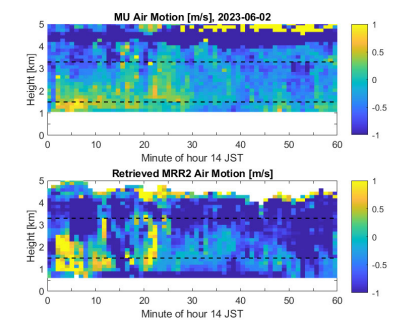 MU Air Motion [m/s], 2023-06-02
5
4
3
2
1
0
Height [km]
0 10 20 30 40 50 60
Minute of hour 14 JST
1
0.5
0
-0.5
-1
Retrieved MRR2 Air Motion [m/s]
5
4
3
2
1
0
Height [km]
0 10 20 30 40 50 60
Minute of hour 14 JST
1
0.5
0
-0.5
-1